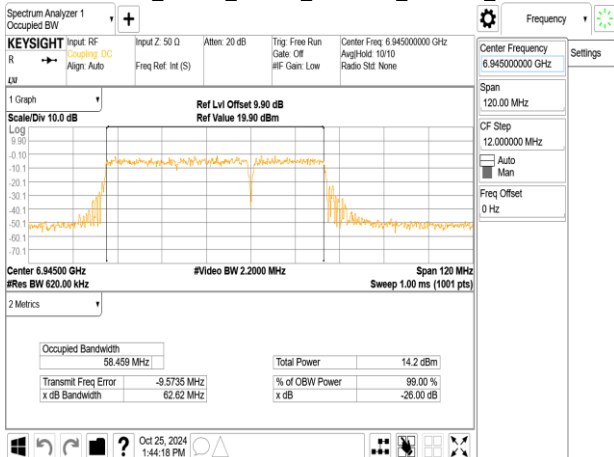 Spectrum Analyzer 1
Occupied BW
Frequency
KEYSIGHT
R
LXI
Input: RF
Coupling: DC
Align: Auto
Input Z: 50 Ω
Freq Ref: Int (S)
Atten: 20 dB
Trig: Free Run
Gate: Off
#IF Gain: Low
Center Freq: 6.945000000 GHz
Avg|Hold: 10/10
Radio Std: None
Center Frequency
6.945000000 GHz
Settings
Span
120.00 MHz
CF Step
12.000000 MHz
Auto
Man
Freq Offset
0 Hz
1 Graph
Scale/Div 10.0 dB
Ref Lvl Offset 9.90 dB
Ref Value 19.90 dBm
Log
9.90
-0.10
-10.1
-20.1
-30.1
-40.1
-50.1
-60.1
-70.1
Center 6.94500 GHz
#Video BW 2.2000 MHz
Span 120 MHz
#Res BW 620.00 kHz
Sweep 1.00 ms (1001 pts)
2 Metrics
Occupied Bandwidth
58.459 MHz
Total Power 14.2 dBm
Transmit Freq Error -9.5735 MHz
% of OBW Power 99.00 %
x dB Bandwidth 62.62 MHz
x dB -26.00 dB
?
Oct 25, 2024
1:44:18 PM